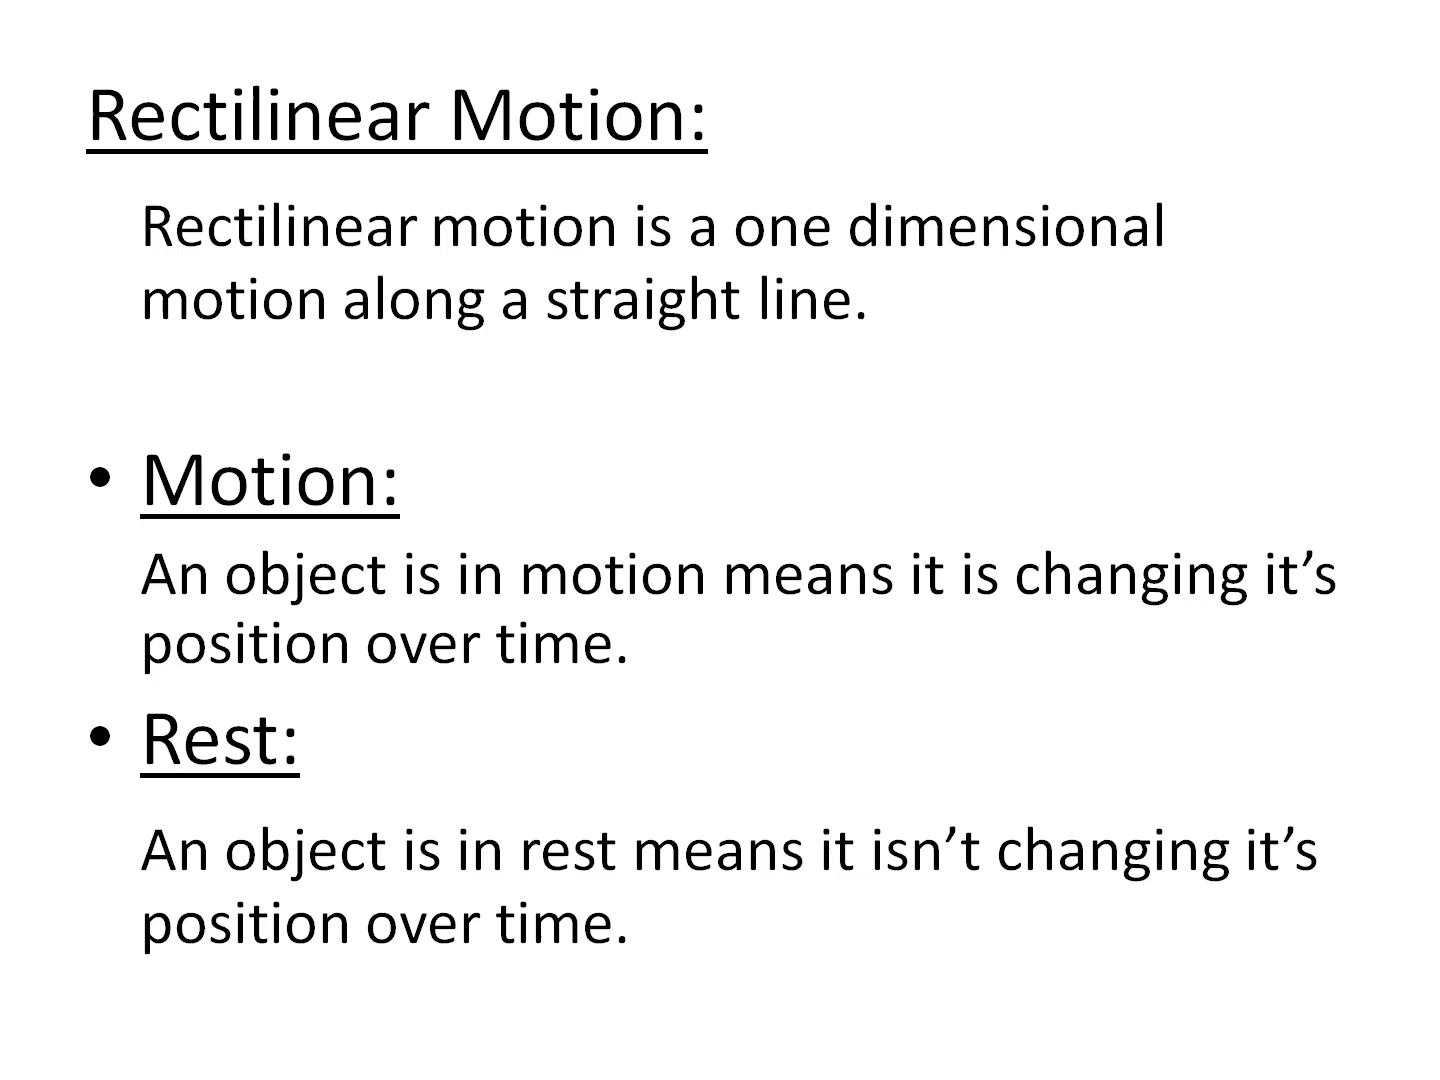 Rectilinear Motion:
Rectilinear motion is a one dimensional
motion along a straight line.
• Motion:
An object is in motion means it is changing it’s
position over time.
• Rest:
An object is in rest means it isn’t changing it’s
position over time.